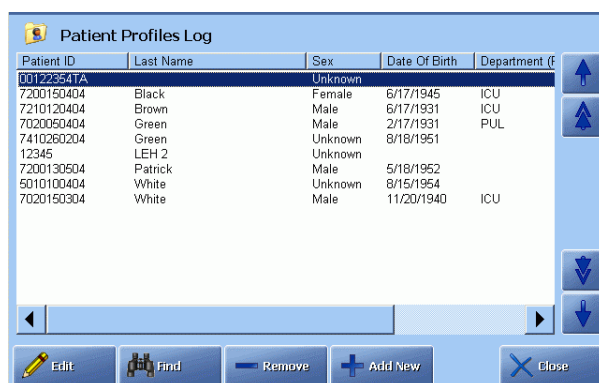 Patient Profiles Log
Patient ID Last Name Sex Date Of Birth Department (F
00122354TA Unknown
7200150404 Black Female 6/17/1945 ICU
7210120404 Brown Male 6/17/1931 ICU
7020050404 Green Male 2/17/1931 PUL
7410260204 Green Unknown 8/18/1951
12345 LEH 2 Unknown
7200130504 Patrick Male 5/18/1952
5010100404 White Unknown 8/15/1954
7020150304 White Male 11/20/1940 ICU
Edit Find Remove Add New Close